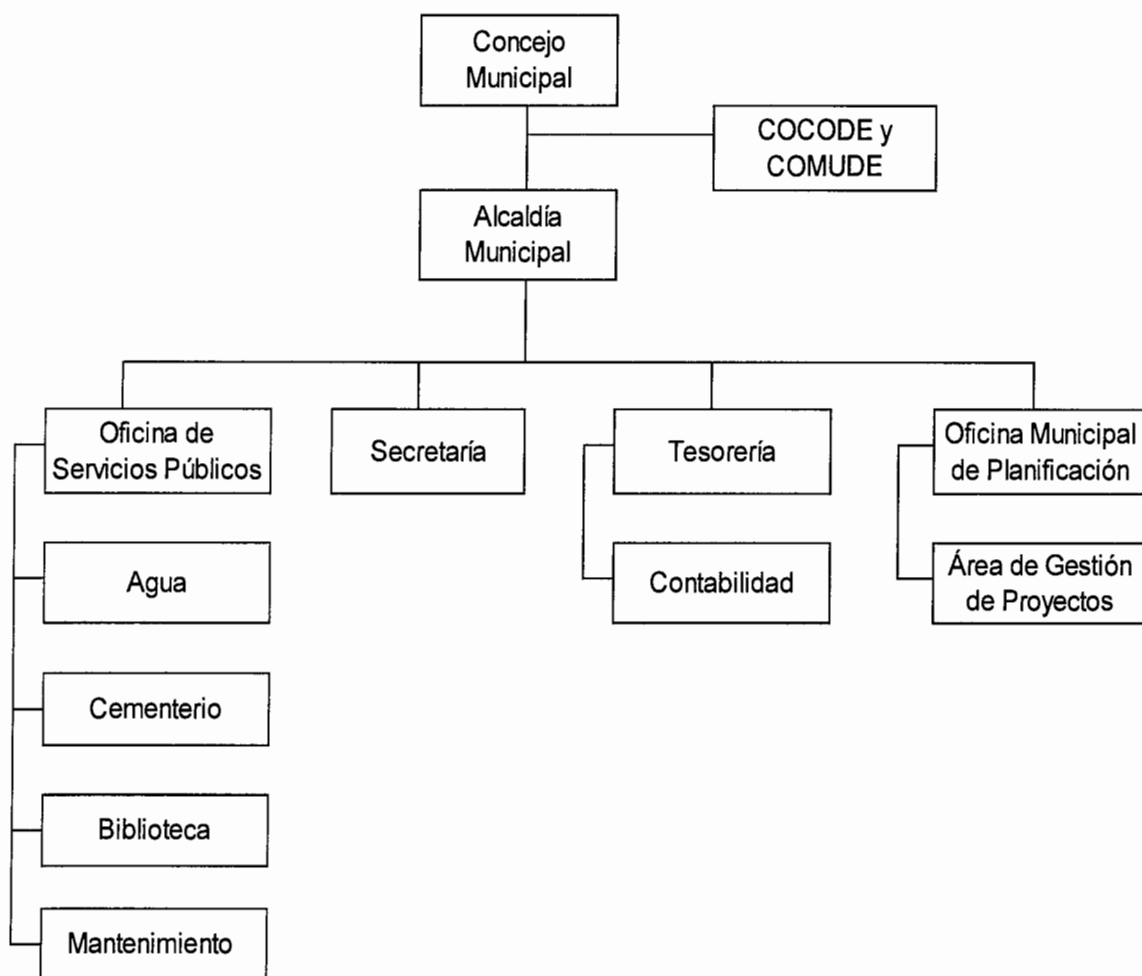 Concejo
Municipal
COCODE y
COMUDE
Alcaldía
Municipal
Oficina de
Servicios Públicos
Secretaría
Tesorería
Oficina Municipal
de Planificación
Agua
Contabilidad
Área de Gestión
de Proyectos
Cementerio
Biblioteca
Mantenimiento